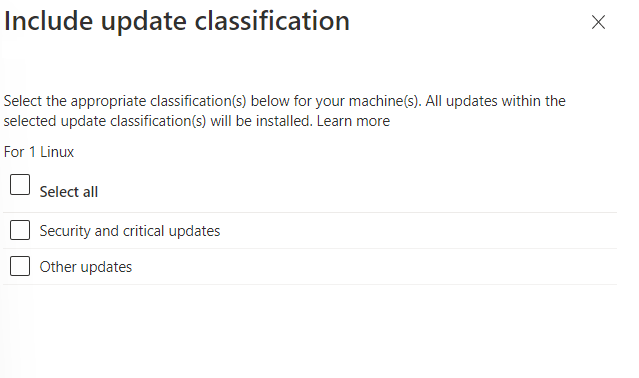 Include update classification
Select the appropriate classification(s) below for your machine(s). All updates within the
selected update classification(s) will be installed. Learn more
For 1 Linux
Select all
Security and critical updates
Other updates